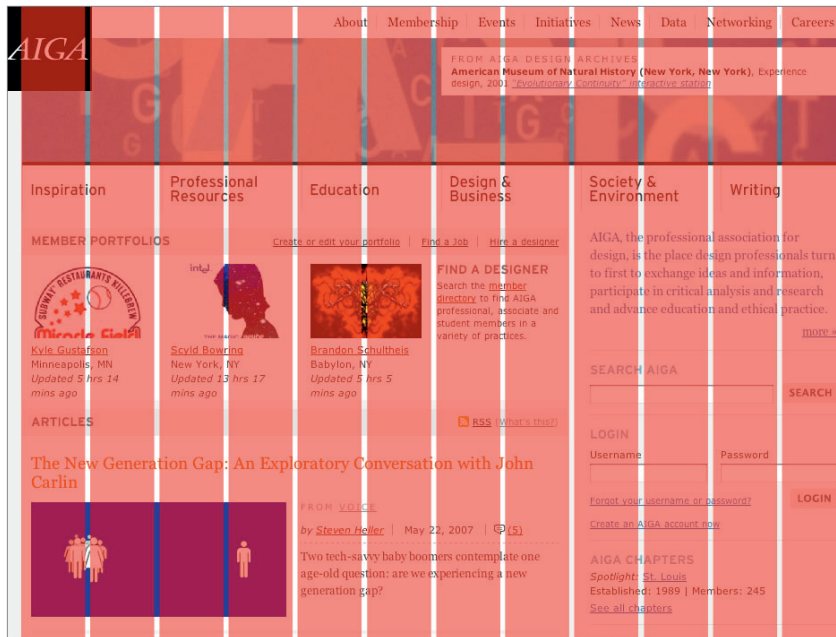 About | Membership | Events | Initiatives | News | Data | Networking | Careers
AIGA
FROM AIGA DESIGN ARCHIVES
American Museum of Natural History (New York, New York), Experience
design, 2001 "Evolutionary Continuity" interactive station
Inspiration
Professional
Resources
Education
Design &
Business
Society &
Environment
Writing
MEMBER PORTFOLIOS
Create or edit your portfolio | Find a Job | Hire a designer
SUBWAY RESTAURANTS KILLEBREW
Miracle Field
Kyle Gustafson
Minneapolis, MN
Updated 5 hrs 14
mins ago
intel.
Scyld Bowring
New York, NY
Updated 13 hrs 17
mins ago
Brandon Schultheis
Babylon, NY
Updated 5 hrs 5
mins ago
FIND A DESIGNER
Search the member
directory to find AIGA
professional, associate and
student members in a
variety of practices.
AIGA, the professional association for
design, is the place design professionals turn
to first to exchange ideas and information,
participate in critical analysis and research
and advance education and ethical practice.
more »
SEARCH AIGA
SEARCH
LOGIN
Username
Password
LOGIN
Forgot your username or password?
Create an AIGA account now
AIGA CHAPTERS
Spotlight: St. Louis
Established: 1989 | Members: 245
See all chapters
ARTICLES
RSS (What's this?)
The New Generation Gap: An Exploratory Conversation with John
Carlin
FROM VOICE
by Steven Heller | May 22, 2007 | (5)
Two tech-savvy baby boomers contemplate one
age-old question: are we experiencing a new
generation gap?